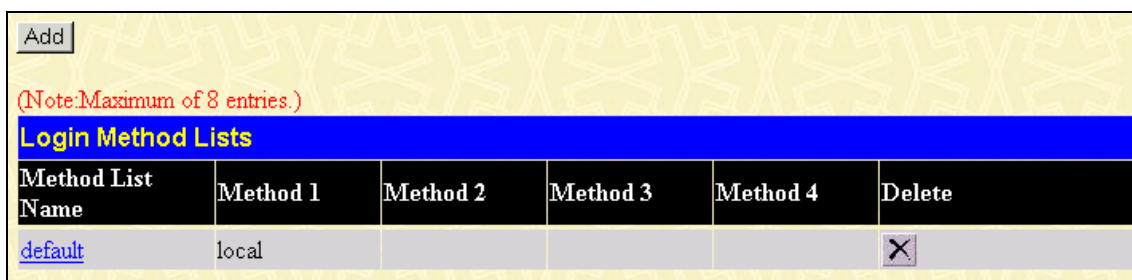 Add
(Note:Maximum of 8 entries.)
Login Method Lists
Method List Name Method 1 Method 2 Method 3 Method 4 Delete
default local